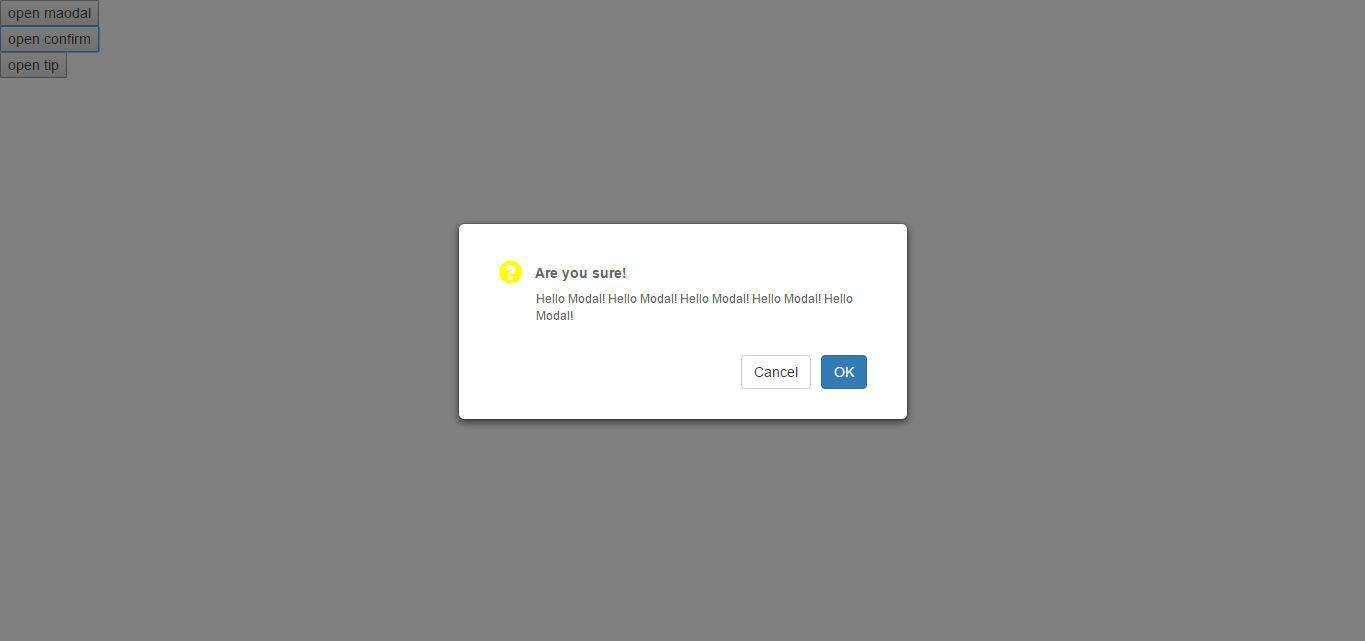 open maodal
open confirm
open tip
?
Are you sure!
Hello Modal! Hello Modal! Hello Modal! Hello Modal! Hello
Modal!
Cancel
OK